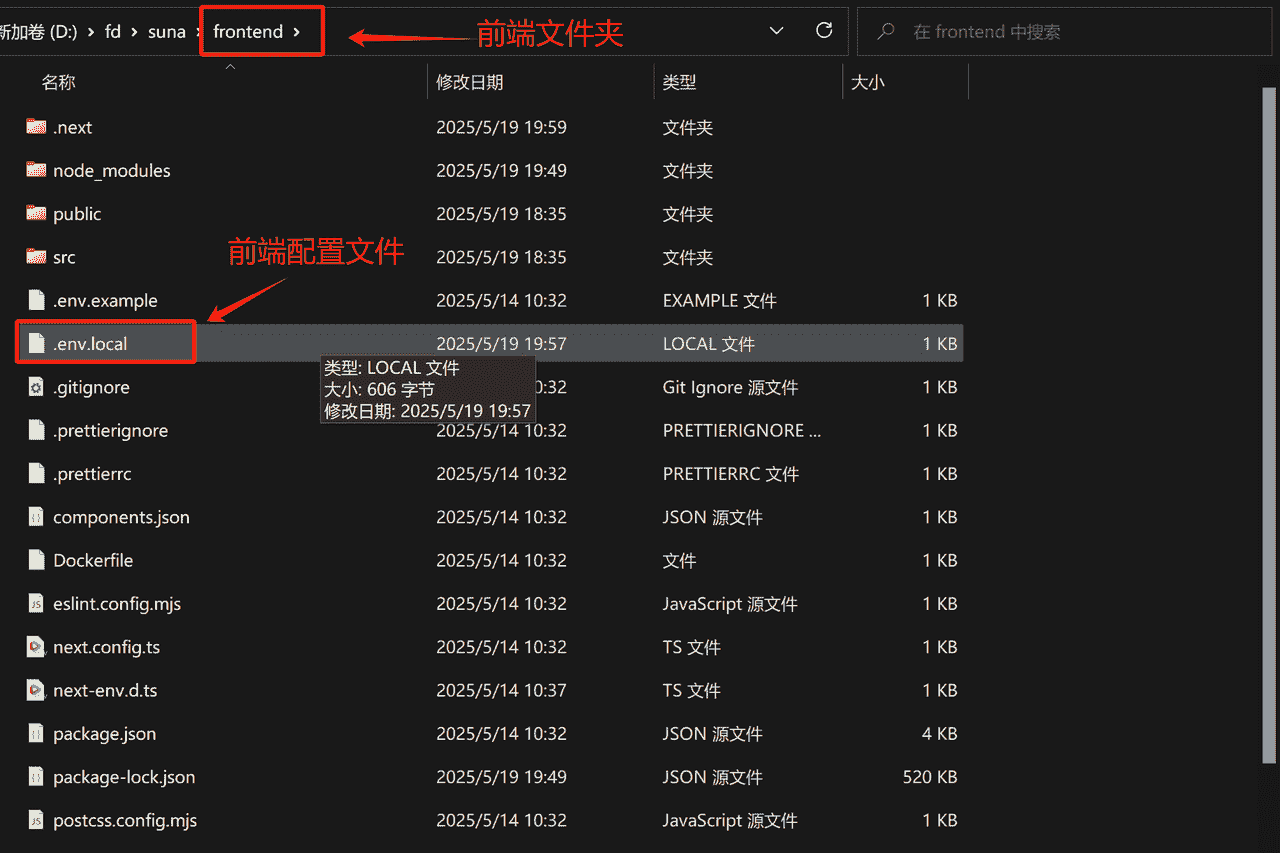 新加卷 (D:) › fd › suna › frontend › 前端文件夹 在 frontend 中搜索
名称 修改日期 类型 大小
.next 2025/5/19 19:59 文件夹
node_modules 2025/5/19 19:49 文件夹
public 2025/5/19 18:35 文件夹
前端配置文件
src 2025/5/19 18:35 文件夹
.env.example 2025/5/14 10:32 EXAMPLE 文件 1 KB
.env.local 2025/5/19 19:57 LOCAL 文件 1 KB
类型: LOCAL 文件
大小: 606 字节
修改日期: 2025/5/19 19:57
.gitignore 0:32 Git Ignore 源文件 1 KB
.prettierignore 2025/5/14 10:32 PRETTIERIGNORE ... 1 KB
.prettierrc 2025/5/14 10:32 PRETTIERRC 文件 1 KB
components.json 2025/5/14 10:32 JSON 源文件 1 KB
Dockerfile 2025/5/14 10:32 文件 1 KB
eslint.config.mjs 2025/5/14 10:32 JavaScript 源文件 1 KB
next.config.ts 2025/5/14 10:32 TS 文件 1 KB
next-env.d.ts 2025/5/14 10:37 TS 文件 1 KB
package.json 2025/5/14 10:32 JSON 源文件 4 KB
package-lock.json 2025/5/19 19:49 JSON 源文件 520 KB
postcss.config.mjs 2025/5/14 10:32 JavaScript 源文件 1 KB